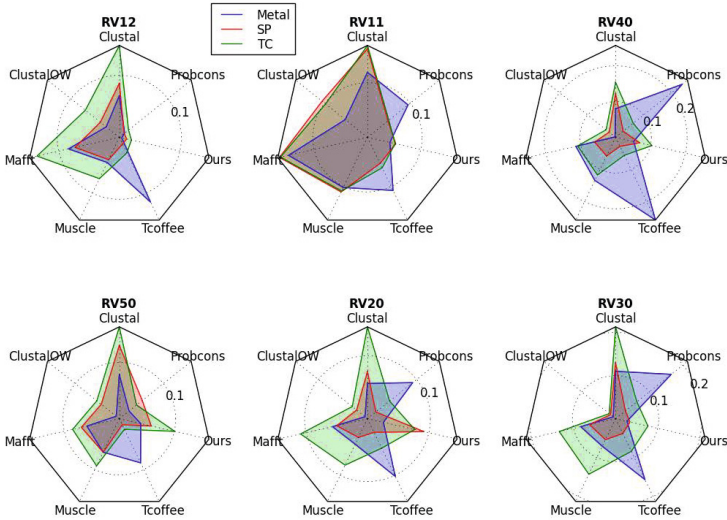 RV12
Clustal
ClustalOW
Probcons
0.1
Mafft
Ours
Muscle
Tcoffee
Metal
SP
TC
RV11
Clustal
ClustalOW
Probcons
0.1
Mafft
Ours
Muscle
Tcoffee
RV40
Clustal
ClustalOW
Probcons
0.2
0.1
Mafft
Ours
Muscle
Tcoffee
RV50
Clustal
ClustalOW
Probcons
0.1
Mafft
Ours
Muscle
Tcoffee
RV20
Clustal
ClustalOW
Probcons
0.1
Mafft
Ours
Muscle
Tcoffee
RV30
Clustal
ClustalOW
Probcons
0.2
0.1
Mafft
Ours
Muscle
Tcoffee